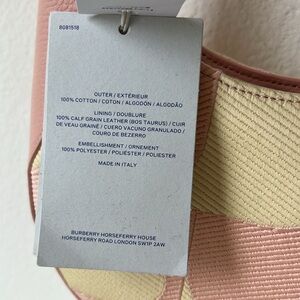 8081518
OUTER / EXTÉRIEUR
100% COTTON / COTON / ALGODÓN / ALGODÃO
LINING / DOUBLURE
100% CALF GRAIN LEATHER (BOS TAURUS) / CUIR
DE VEAU GRAINÉ / CUERO VACUNO GRANULADO /
COURO DE BEZERRO
EMBELLISHMENT / ORNEMENT
100% POLYESTER / POLIESTER / POLIÉSTER
MADE IN ITALY
BURBERRY HORSEFERRY HOUSE
HORSEFERRY ROAD LONDON SW1P 2AW